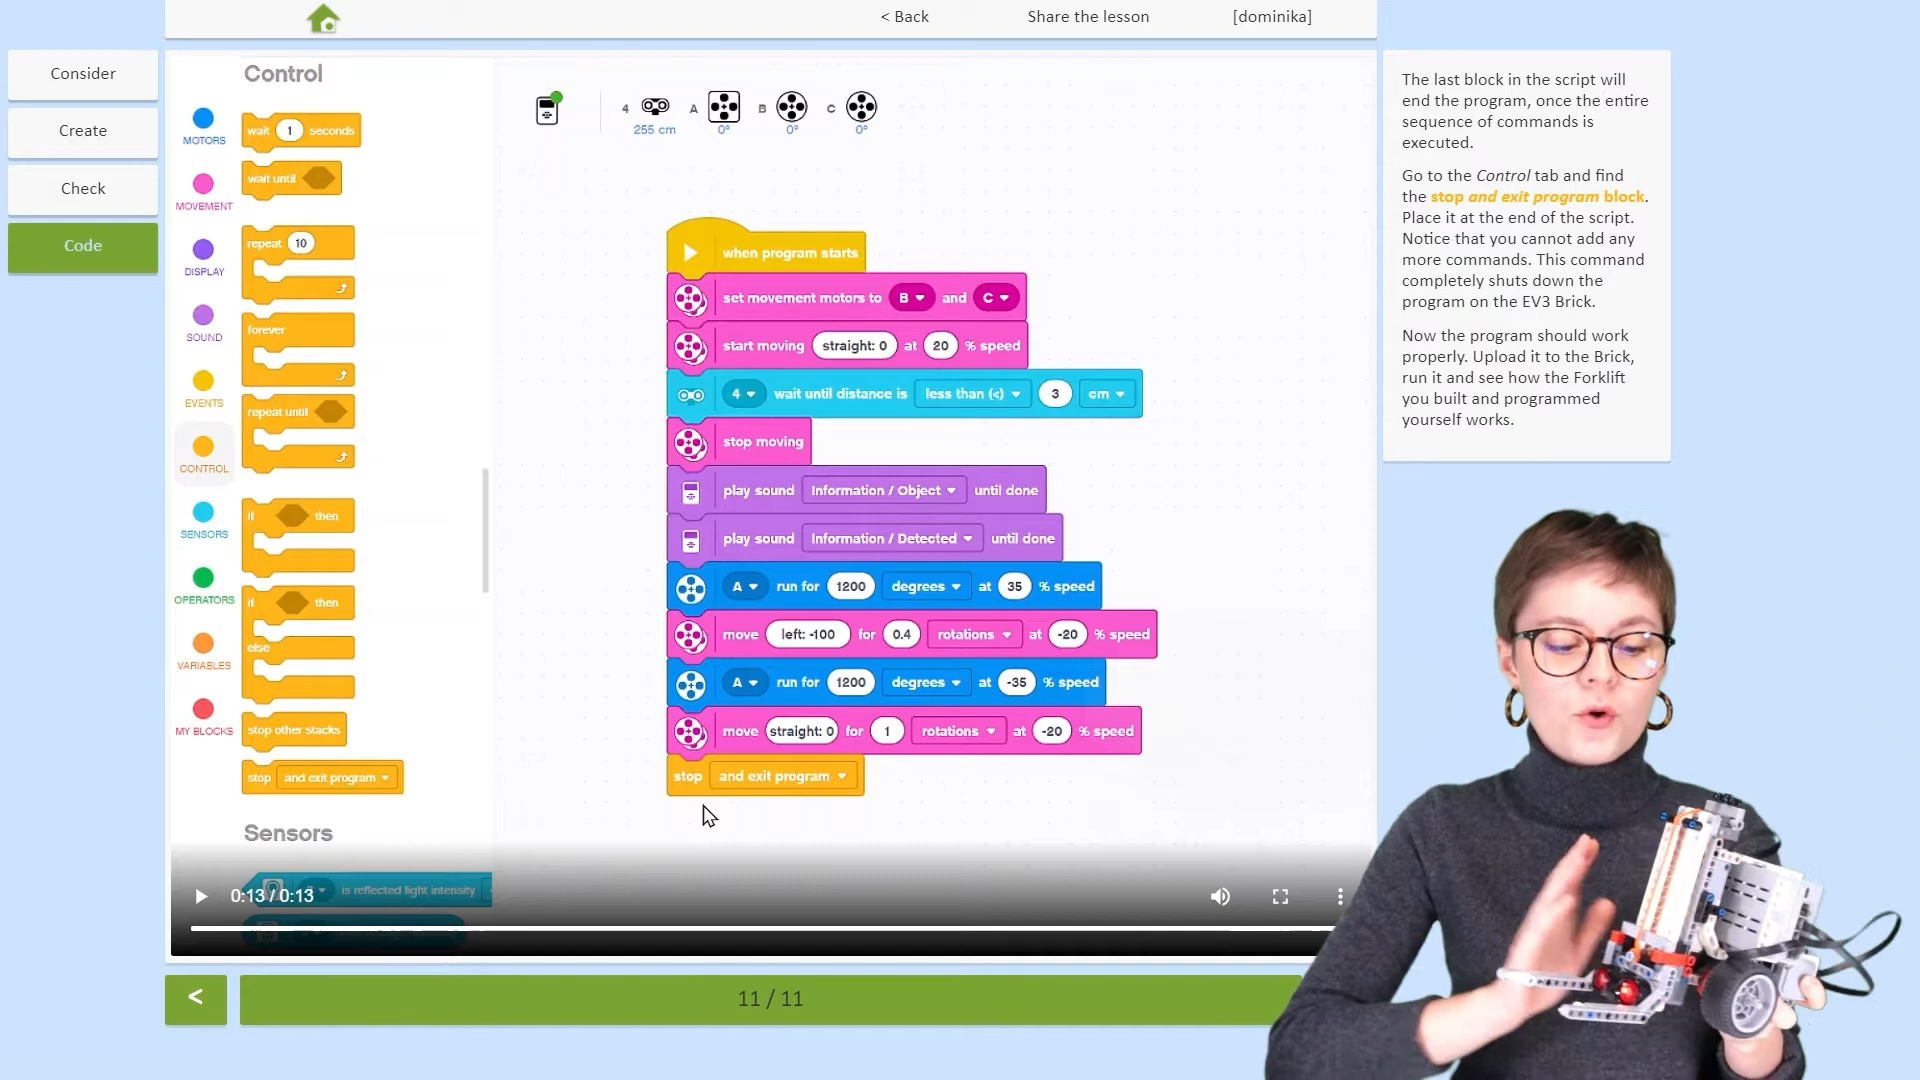 < Back
Share the lesson
[dominika]
Consider
Create
Check
Code
Control
MOTORS
MOVEMENT
DISPLAY
SOUND
EVENTS
CONTROL
SENSORS
OPERATORS
VARIABLES
MY BLOCKS
wait 1 seconds
wait until
repeat 10
forever
repeat until
if then
if then
else
stop other stacks
stop and exit program
Sensors
is reflected light intensity
4
255 cm
A
0°
B
0°
C
0°
when program starts
set movement motors to B and C
start moving straight: 0 at 20 % speed
4 wait until distance is less than (<) 3 cm
stop moving
play sound Information / Object until done
play sound Information / Detected until done
A run for 1200 degrees at 35 % speed
move left: -100 for 0.4 rotations at -20 % speed
A run for 1200 degrees at -35 % speed
move straight: 0 for 1 rotations at -20 % speed
stop and exit program
0:13 / 0:13
<
11 / 11
The last block in the script will
end the program, once the entire
sequence of commands is
executed.
Go to the Control tab and find
the stop and exit program block.
Place it at the end of the script.
Notice that you cannot add any
more commands. This command
completely shuts down the
program on the EV3 Brick.
Now the program should work
properly. Upload it to the Brick,
run it and see how the Forklift
you built and programmed
yourself works.